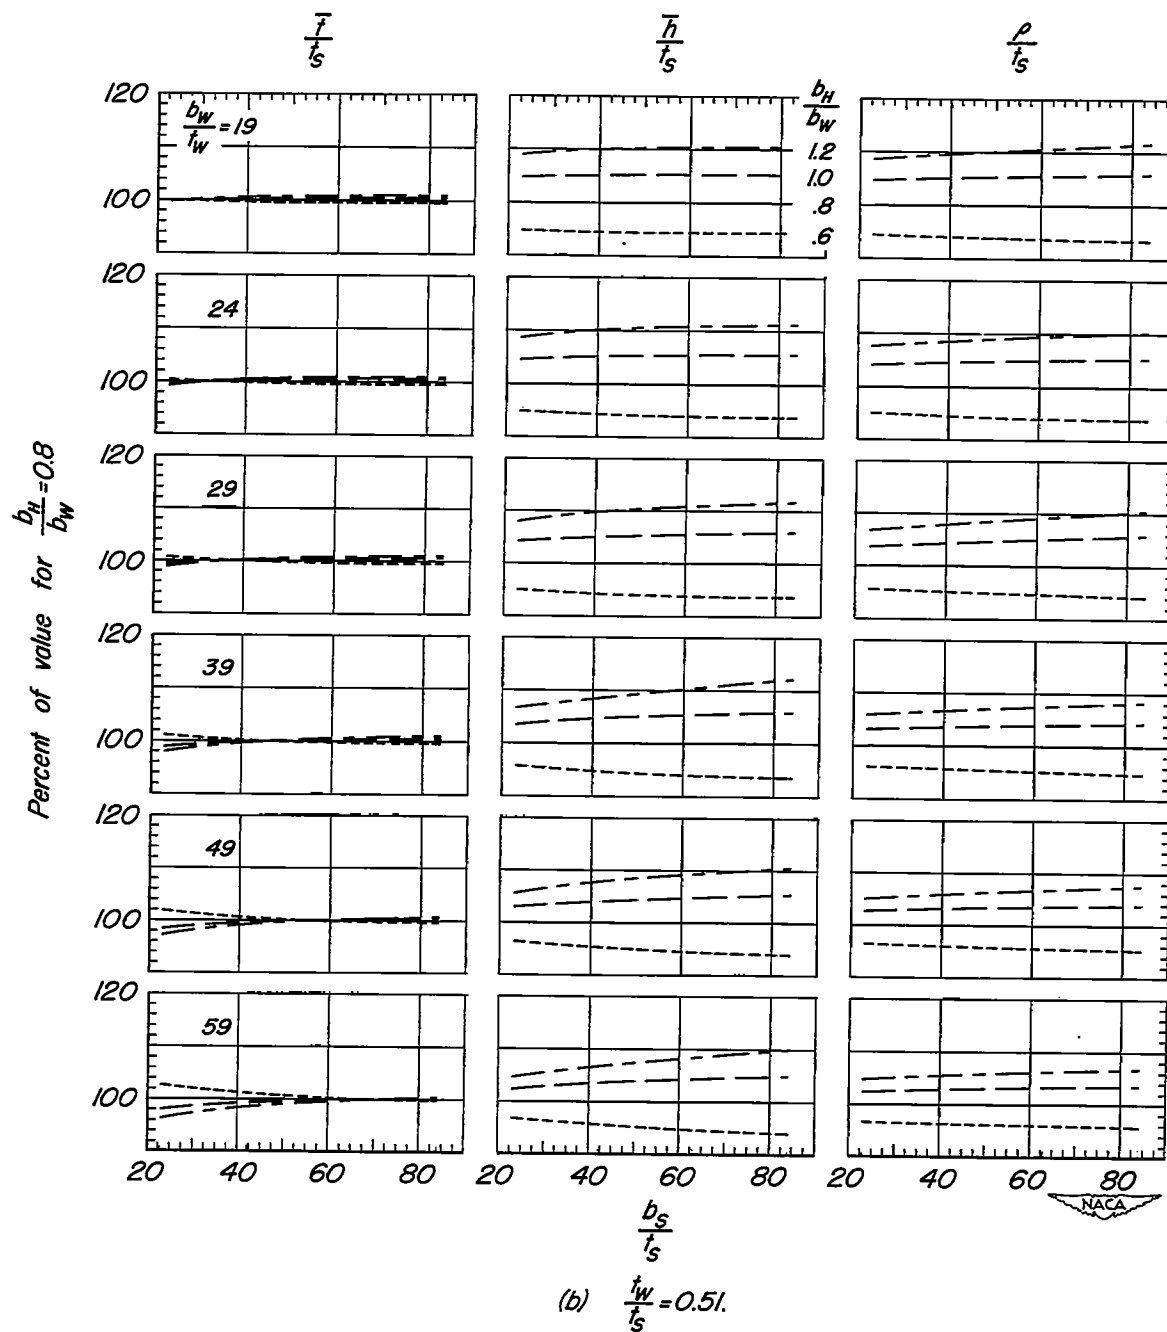 t̄/t_S h̄/t_S ρ/t_S
120
b_W/t_W = 19
100
b_H/b_W
1.2
1.0
.8
.6
120
24
100
120
29
100
120
39
100
120
49
100
120
59
100
Percent of value for b_H/b_W = 0.8
20 40 60 80 20 40 60 80 20 40 60 80
b_S/t_S
NACA
(b) t_W/t_S = 0.51.